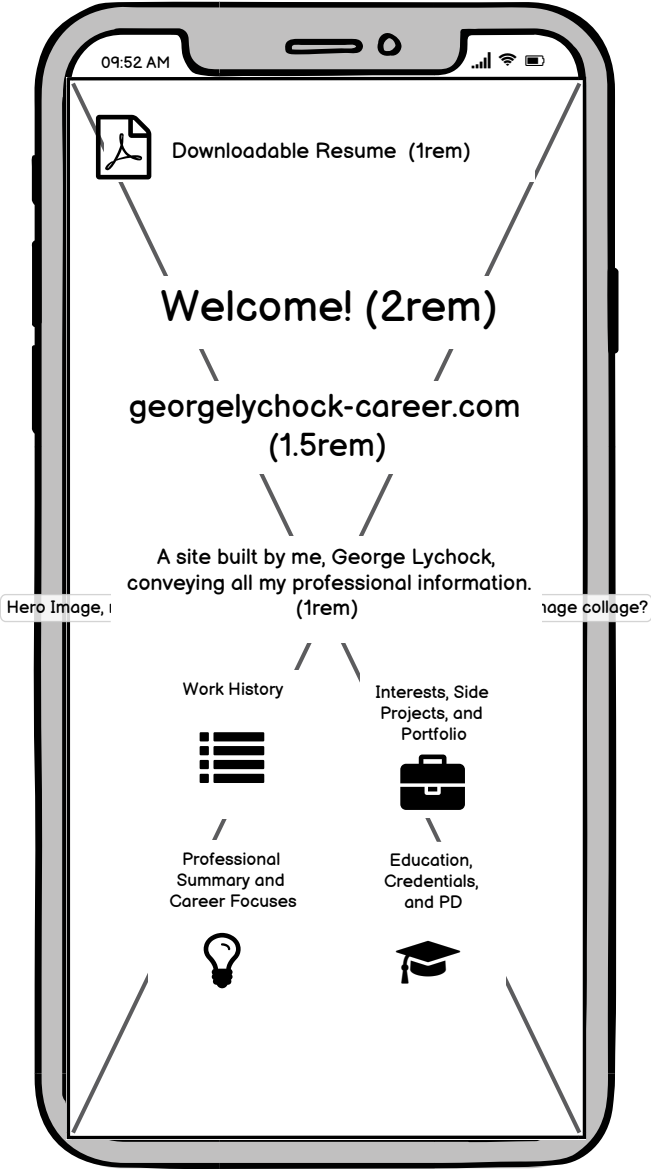 09:52 AM
Downloadable Resume (1rem)
Welcome! (2rem)
georgelychock-career.com
(1.5rem)
A site built by me, George Lychock,
conveying all my professional information.
(1rem)
Hero Image, collage?
Work History
Interests, Side
Projects, and
Portfolio
Professional
Summary and
Career Focuses
Education,
Credentials,
and PD